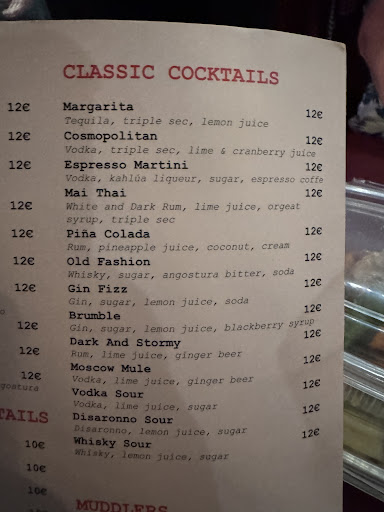 CLASSIC COCKTAILS
12€ Margarita 12€
Tequila, triple sec, lemon juice
12€ Cosmopolitan 12€
Vodka, triple sec, lime & cranberry juice
12€ Espresso Martini 12€
Vodka, kahlúa liqueur, sugar, espresso coffe
Mai Thai 12€
12€ White and Dark Rum, lime juice, orgeat
syrup, triple sec
12€ Piña Colada 12€
Rum, pineapple juice, coconut, cream
12€ Old Fashion 12€
Whisky, sugar, angostura bitter, soda
12€ Gin Fizz 12€
Gin, sugar, lemon juice, soda
Brumble 12€
12€ Gin, sugar, lemon juice, blackberry syrup
Dark And Stormy 12€
12€ Rum, lime juice, ginger beer
Moscow Mule 12€
12€ Vodka, lime juice, ginger beer
gostura Vodka Sour 12€
Vodka, lime juice, sugar
TAILS Disaronno Sour 12€
Disaronno, lemon juice, sugar
10€ Whisky Sour 12€
Whisky, lemon juice, sugar
10€
10€
MUDDLERS